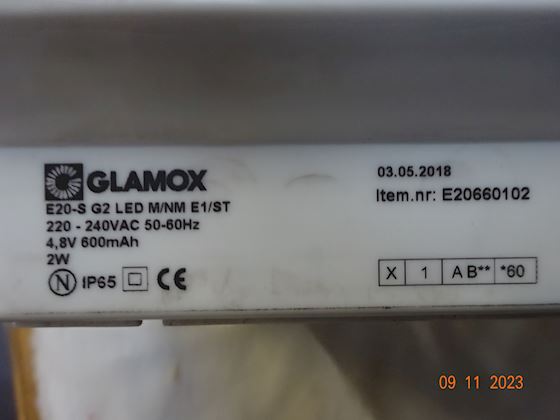 GLAMOX
E20-S G2 LED M/NM E1/ST
220 - 240VAC 50-60Hz
4,8V 600mAh
2W
N IP65 CE
03.05.2018
Item.nr: E20660102
X 1 A B** *60
09 11 2023